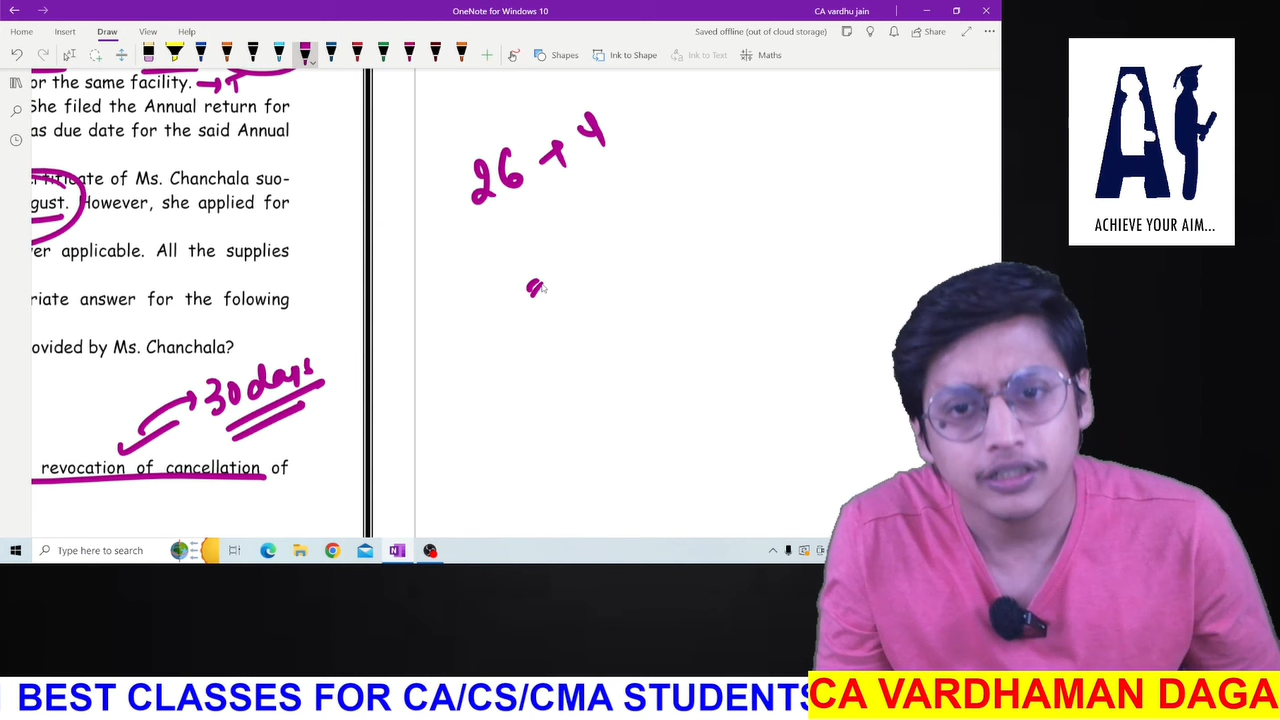 OneNote for Windows 10
CA vardhu jain
Home Insert Draw View Help
Saved offline (out of cloud storage)
Share
Shapes
Ink to Shape
Ink to Text
Maths
or the same facility.
She filed the Annual return for
as due date for the said Annual
rtificate of Ms. Chanchala suo-
gust. However, she applied for
er applicable. All the supplies
riate answer for the folowing
ovided by Ms. Chanchala?
30 days
revocation of cancellation of
26 + 4
Type here to search
AI
ACHIEVE YOUR AIM...
BEST CLASSES FOR CA/CS/CMA STUDENTS
CA VARDHAMAN DAGA